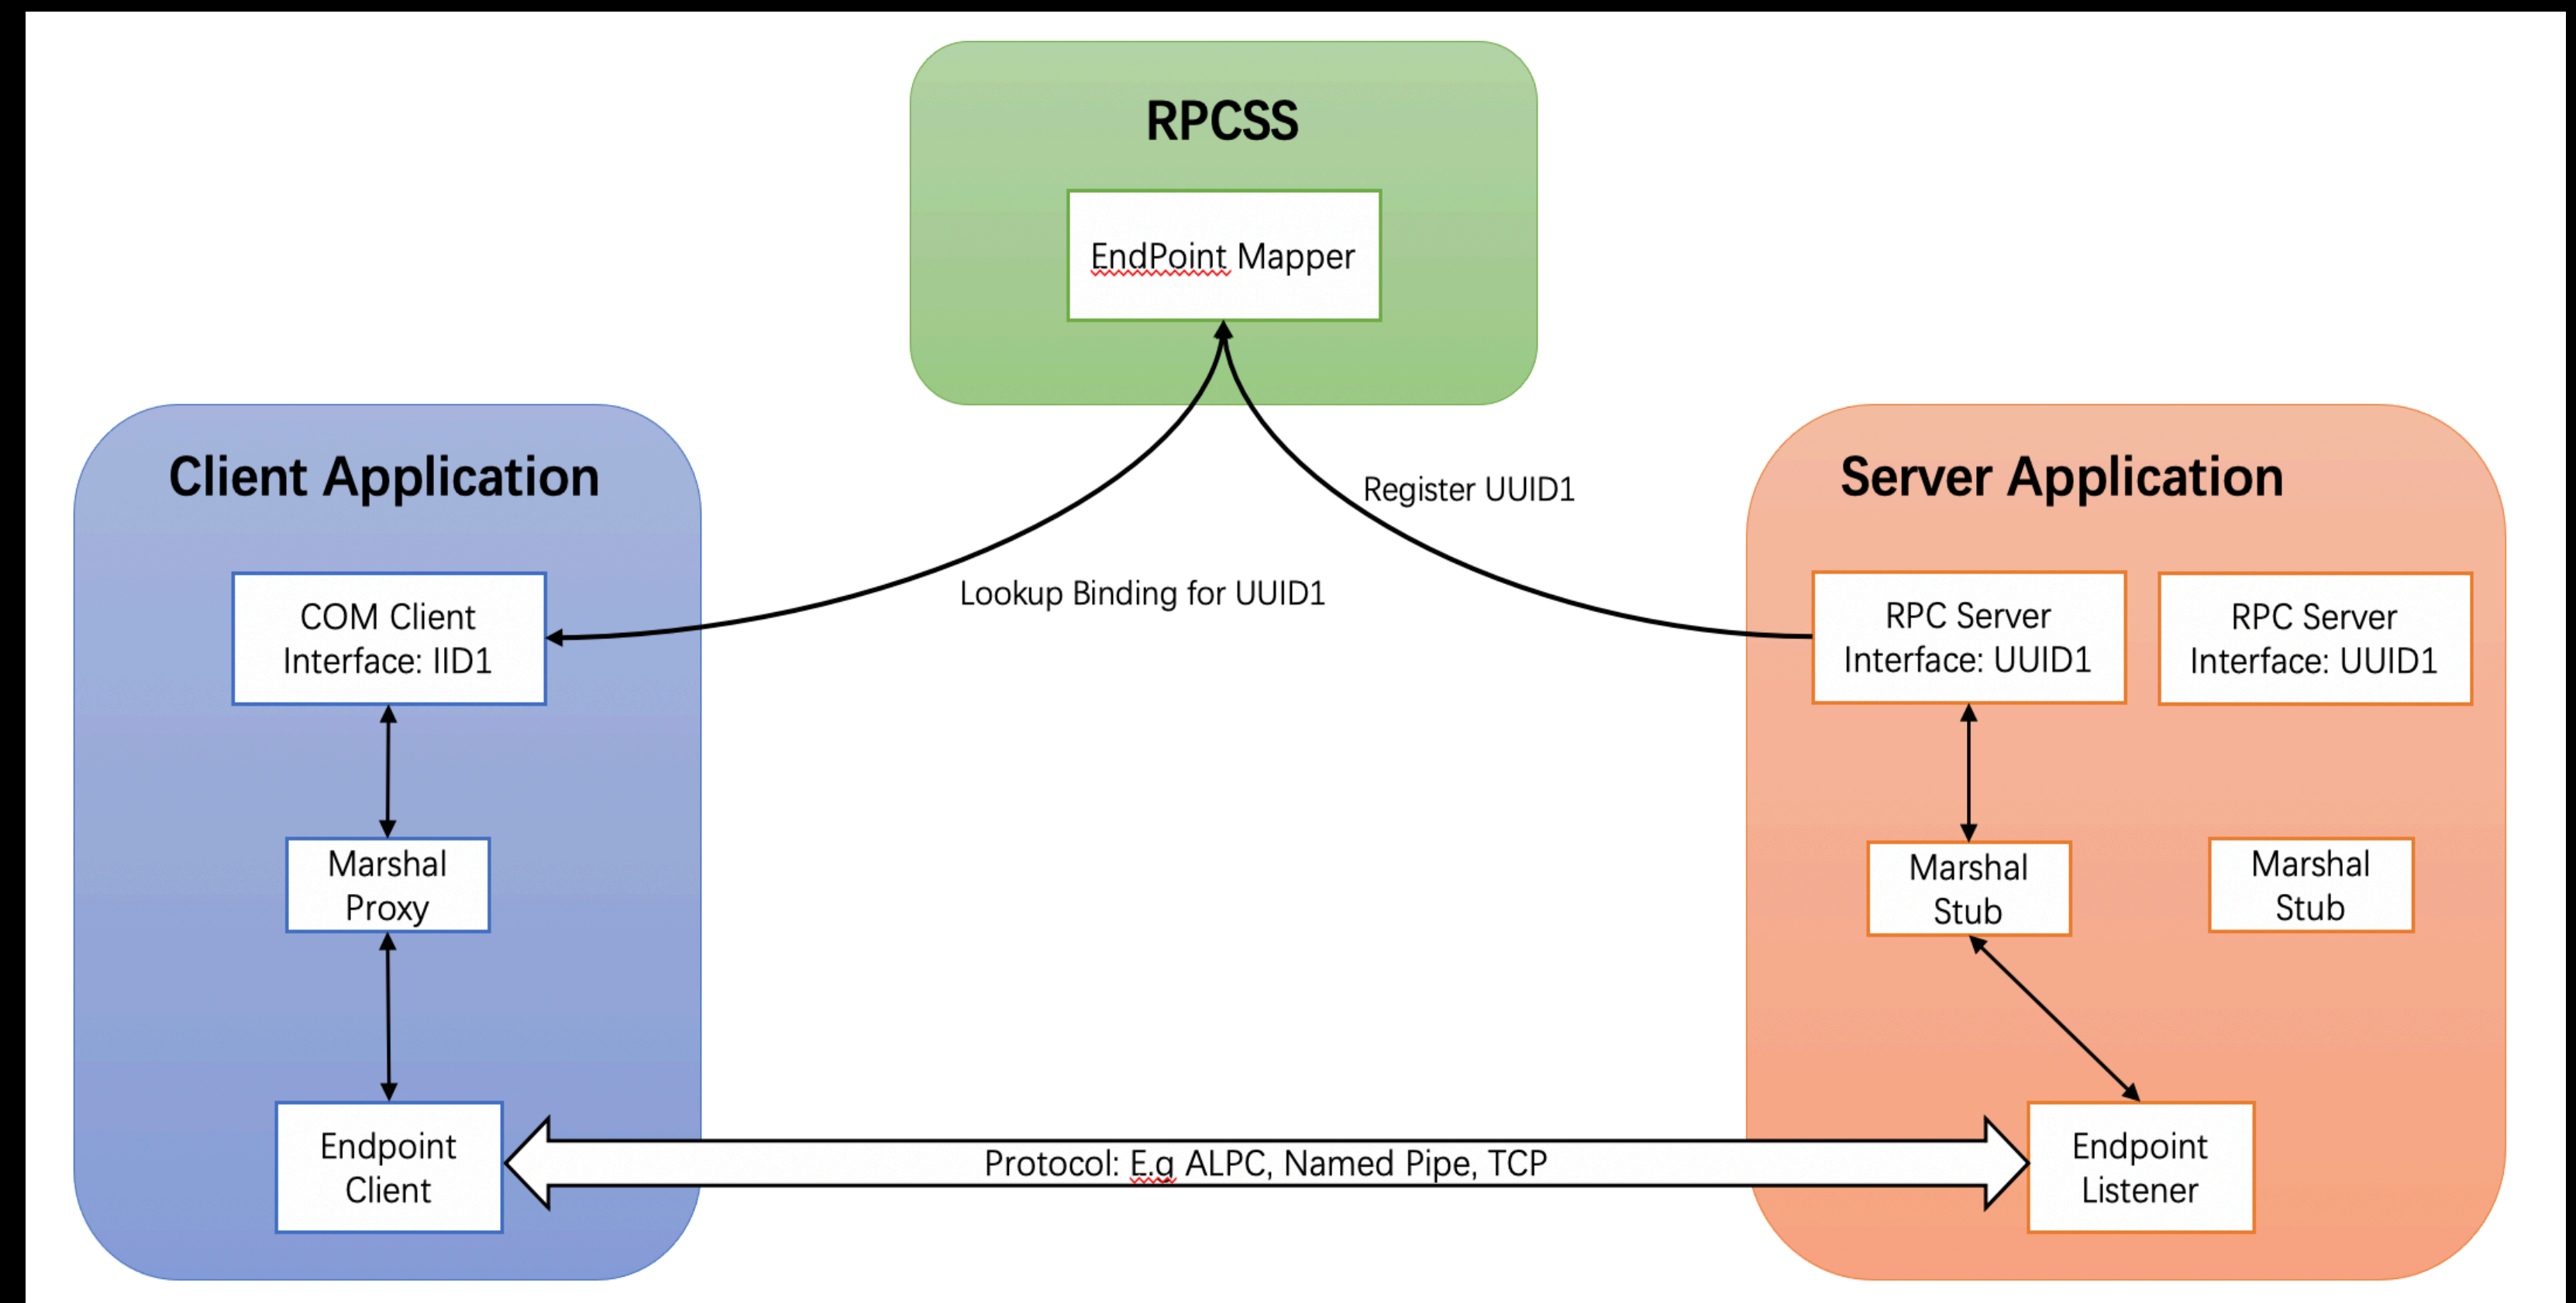 RPCSS
EndPoint Mapper
Client Application
Server Application
Register UUID1
Lookup Binding for UUID1
COM Client
Interface: IID1
RPC Server
Interface: UUID1
RPC Server
Interface: UUID1
Marshal
Proxy
Marshal
Stub
Marshal
Stub
Endpoint
Client
Protocol: E.g ALPC, Named Pipe, TCP
Endpoint
Listener